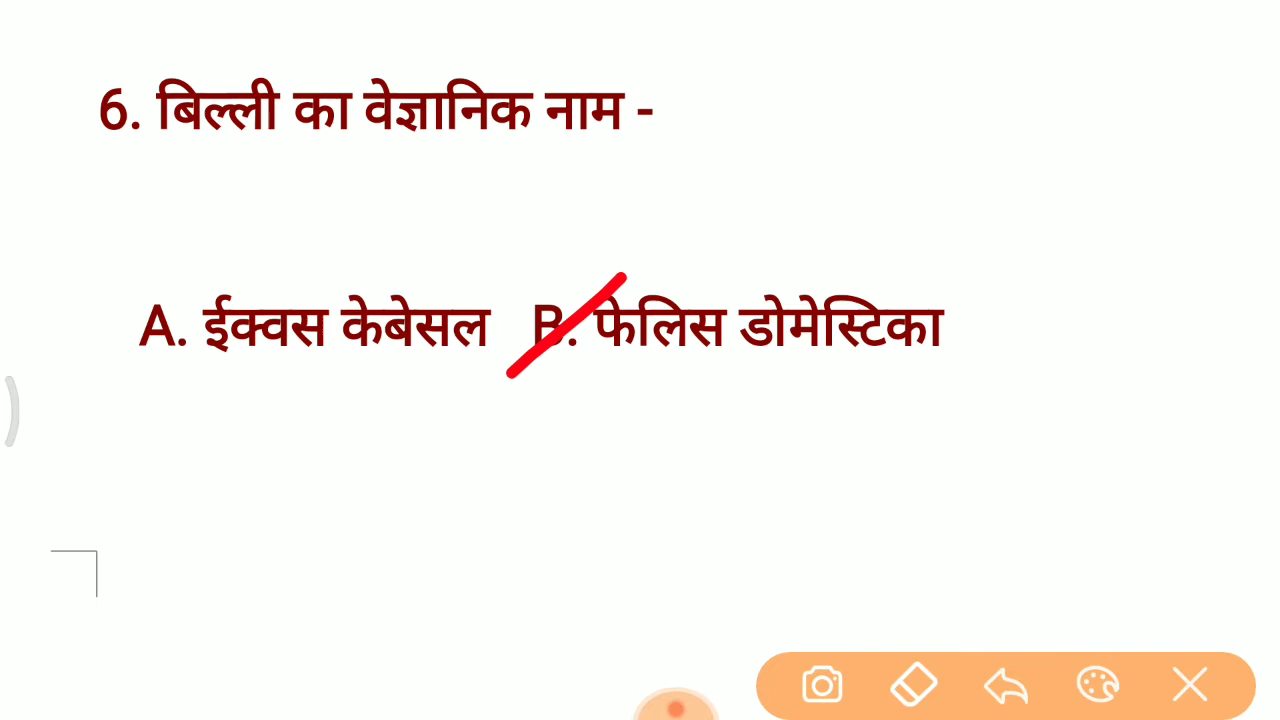 6. बिल्ली का वेज्ञानिक नाम -
A. ईक्वस केबेसल B. फेलिस डोमेस्टिका